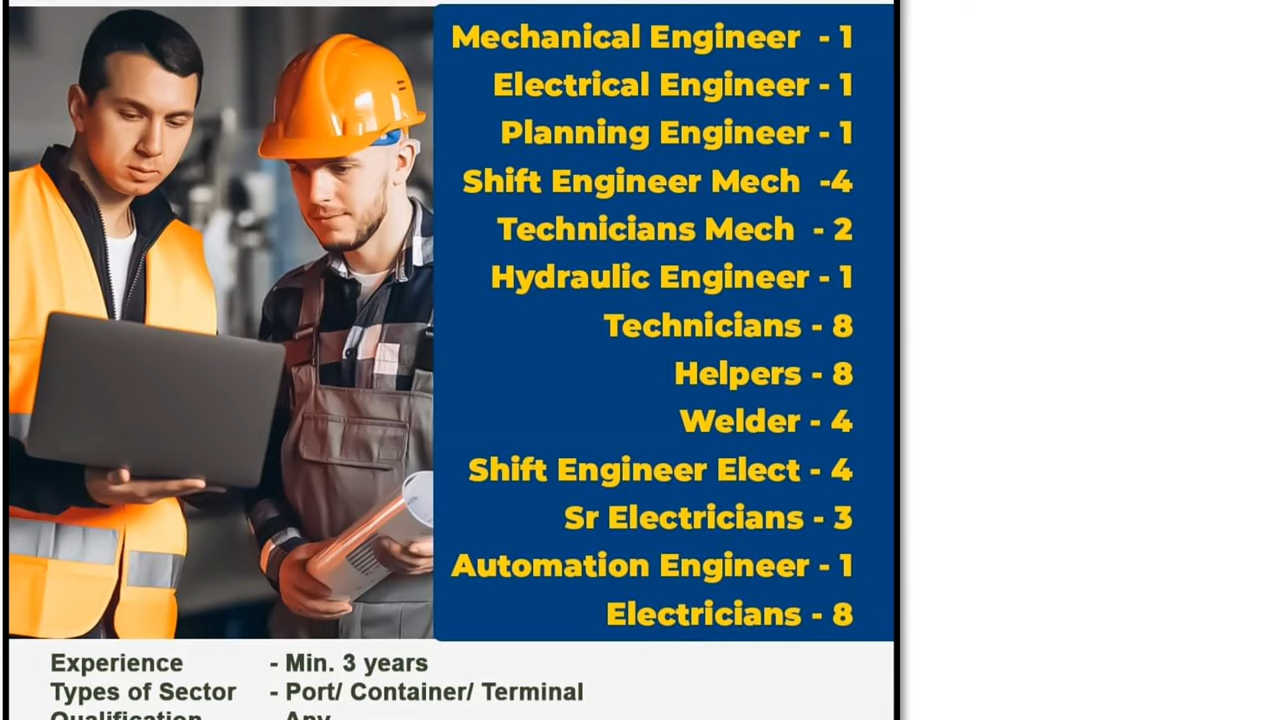 Mechanical Engineer - 1
Electrical Engineer - 1
Planning Engineer - 1
Shift Engineer Mech -4
Technicians Mech - 2
Hydraulic Engineer - 1
Technicians - 8
Helpers - 8
Welder - 4
Shift Engineer Elect - 4
Sr Electricians - 3
Automation Engineer - 1
Electricians - 8
Experience - Min. 3 years
Types of Sector - Port/ Container/ Terminal
Qualification - Any